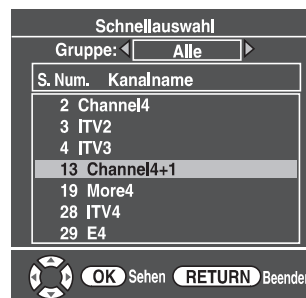 Schnellauswahl
Gruppe: Alle
S. Num. Kanalname
2 Channel4
3 ITV2
4 ITV3
13 Channel4+1
19 More4
28 ITV4
29 E4
OK Sehen RETURN Beenden